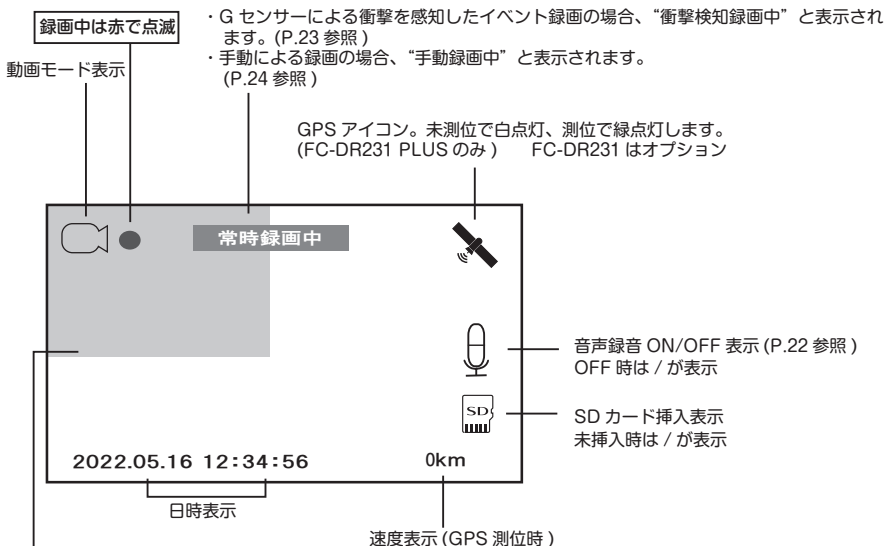 録画中は赤で点滅
動画モード表示
・G センサーによる衝撃を感知したイベント録画の場合、“衝撃検知録画中” と表示され
ます。(P.23 参照 )
・手動による録画の場合、“手動録画中” と表示されます。
(P.24 参照 )
GPS アイコン。未測位で白点灯、測位で緑点灯します。
(FC-DR231 PLUS のみ ) FC-DR231 はオプション
常時録画中
音声録音 ON/OFF 表示 (P.22 参照 )
OFF 時は / が表示
SD
SD カード挿入表示
未挿入時は / が表示
2022.05.16 12:34:56
0km
日時表示
速度表示 (GPS 測位時 )